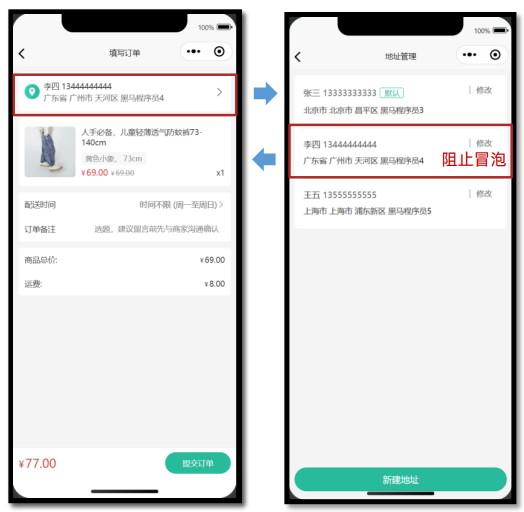 100%
填写订单
李四 13444444444
广东省 广州市 天河区 黑马程序员4
人手必备，儿童轻薄透气防蚊裤73-
140cm
黄色小象， 73cm
¥69.00 ¥69.00 x1
配送时间 时间不限 (周一至周日)
订单备注 选题，建议留言前先与商家沟通确认
商品总价: ¥69.00
运费: ¥8.00
¥77.00 提交订单
100%
地址管理
张三 13333333333 默认 修改
北京市 北京市 昌平区 黑马程序员3
李四 13444444444 修改
广东省 广州市 天河区 黑马程序员4 阻止冒泡
王五 13555555555 修改
上海市 上海市 浦东新区 黑马程序员5
新建地址